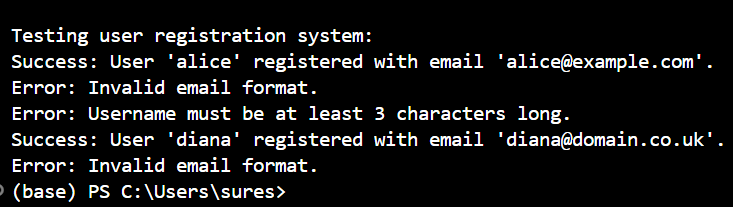 Testing user registration system:
Success: User 'alice' registered with email 'alice@example.com'.
Error: Invalid email format.
Error: Username must be at least 3 characters long.
Success: User 'diana' registered with email 'diana@domain.co.uk'.
Error: Invalid email format.
(base) PS C:\Users\sures>